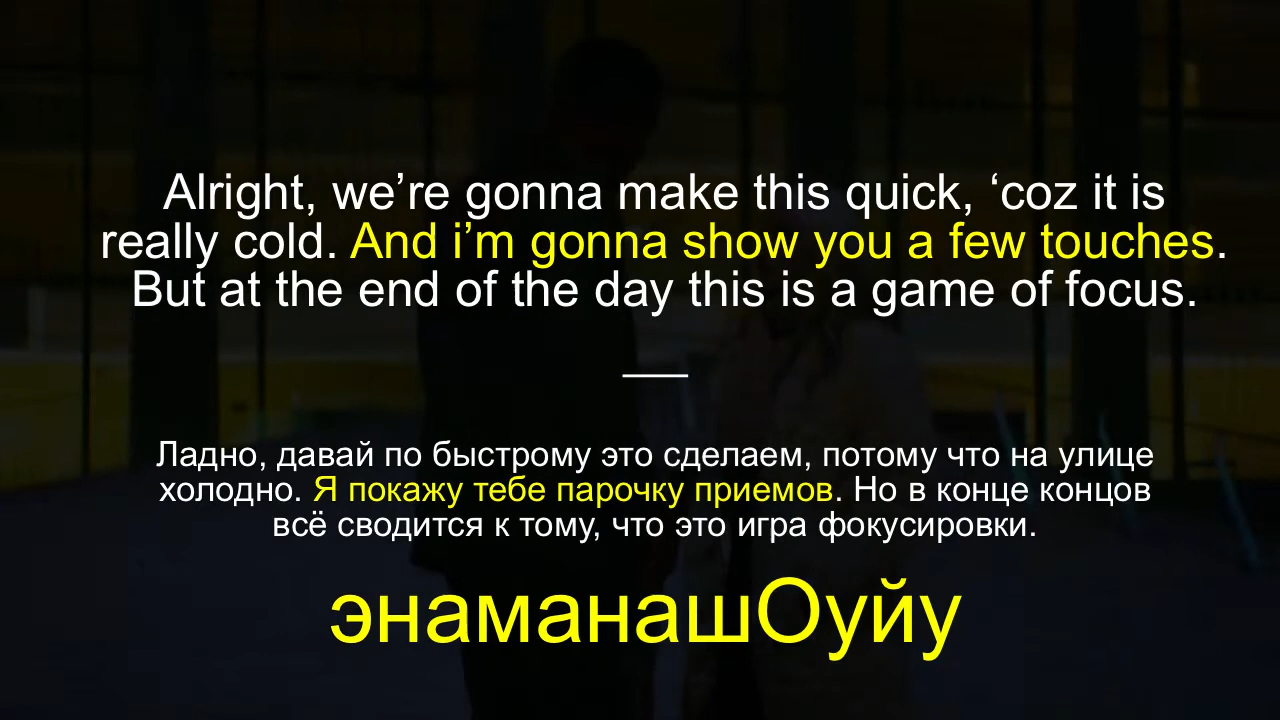 Alright, we’re gonna make this quick, ‘coz it is
really cold. And i’m gonna show you a few touches.
But at the end of the day this is a game of focus.
Ладно, давай по быстрому это сделаем, потому что на улице
холодно. Я покажу тебе парочку приемов. Но в конце концов
всё сводится к тому, что это игра фокусировки.
энаманашОуйу